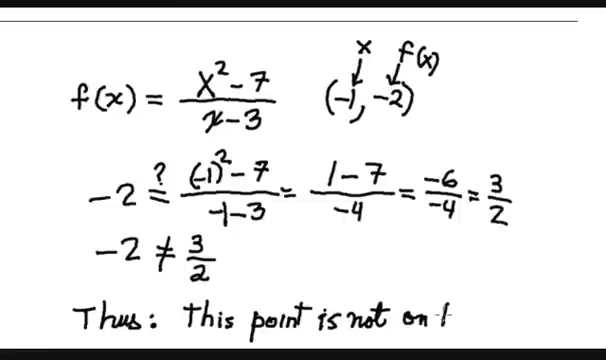 x f(x)
f(x) = (x² - 7)/(x - 3) (-1, -2)
-2 ≟ ((-1)² - 7)/(-1 - 3) = (1 - 7)/(-4) = (-6)/(-4) = 3/2
-2 ≠ 3/2
Thus: This point is not on